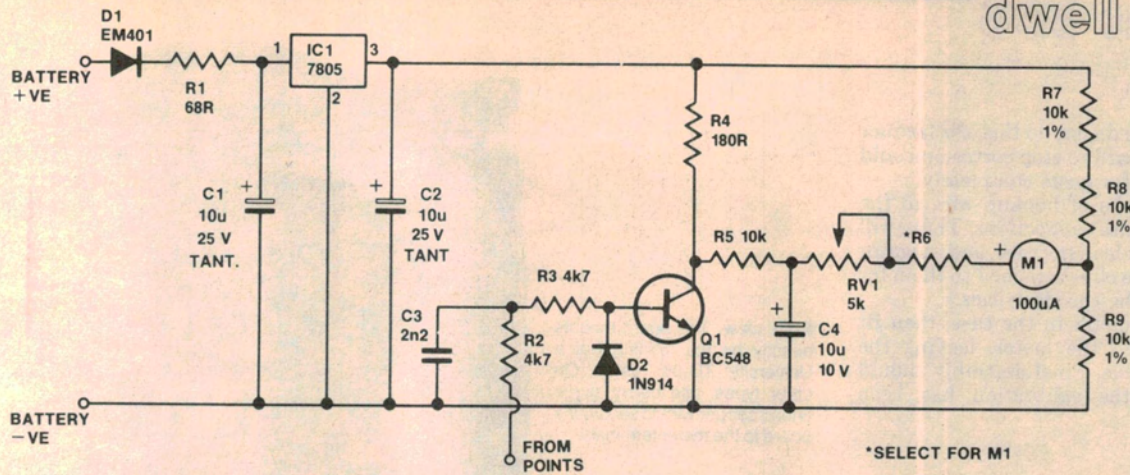 dwell
D1
EM401
BATTERY
+VE
R1
68R
1
IC1
7805
3
2
C1
10u
25 V
TANT.
+
C2
10u
25 V
TANT
+
R4
180R
R7
10k
1%
R8
10k
1%
R9
10k
1%
R5 10k
*R6
RV1
5k
+
M1
100uA
R3 4k7
C3
2n2
R2
4k7
D2
1N914
Q1
BC548
+
C4
10u
10 V
BATTERY
−VE
FROM
POINTS
*SELECT FOR M1